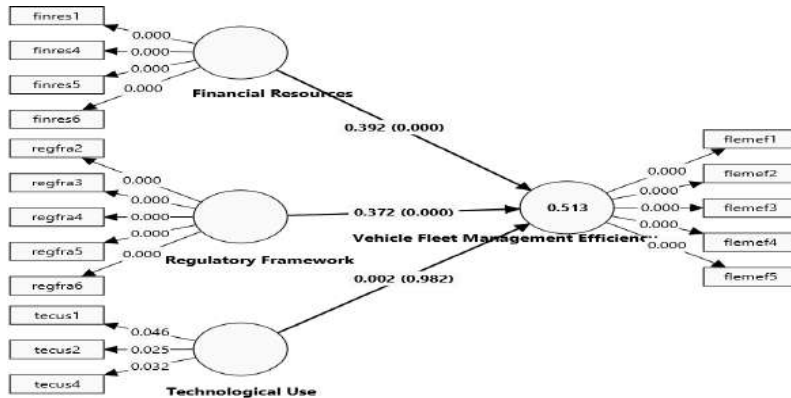 finres1
0.000
finres4
0.000
finres5
0.000
finres6
0.000
Financial Resources
0.392 (0.000)
regfra2
0.000
regfra3
0.000
regfra4
0.000
regfra5
0.000
regfra6
0.000
Regulatory Framework
0.372 (0.000)
tecus1
0.046
tecus2
0.025
tecus4
0.032
Technological Use
0.002 (0.982)
0.513
Vehicle Fleet Management Efficien...
flemef1
0.000
flemef2
0.000
flemef3
0.000
flemef4
0.000
flemef5
0.000